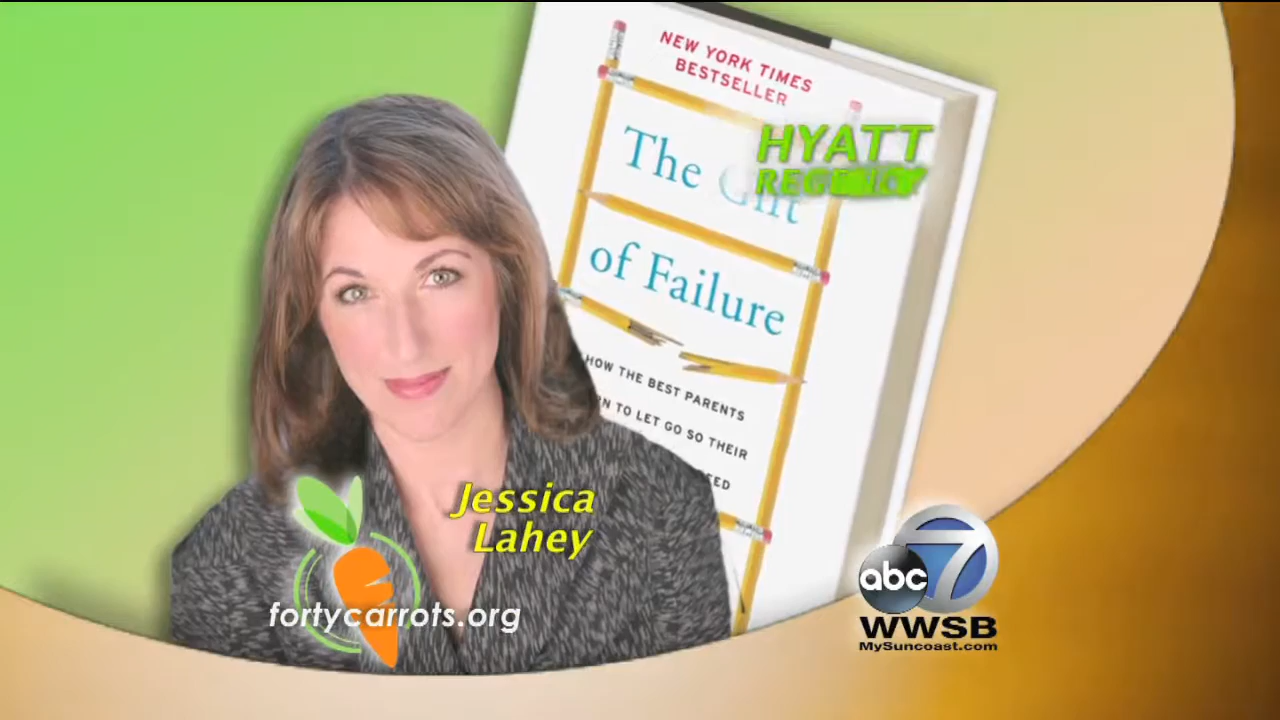 NEW YORK TIMES
BESTSELLER
HYATT
The Gift
of Failure
HOW THE BEST PARENTS
TO LET GO SO THEIR
Jessica
Lahey
fortycarrots.org
abc 7
WWSB
MySuncoast.com